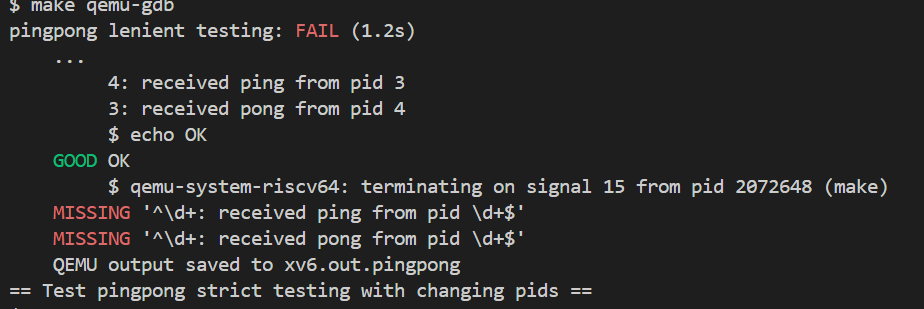 $ make qemu-gdb
pingpong lenient testing: FAIL (1.2s)
...
4: received ping from pid 3
3: received pong from pid 4
$ echo OK
GOOD OK
$ qemu-system-riscv64: terminating on signal 15 from pid 2072648 (make)
MISSING '^\d+: received ping from pid \d+$'
MISSING '^\d+: received pong from pid \d+$'
QEMU output saved to xv6.out.pingpong
== Test pingpong strict testing with changing pids ==